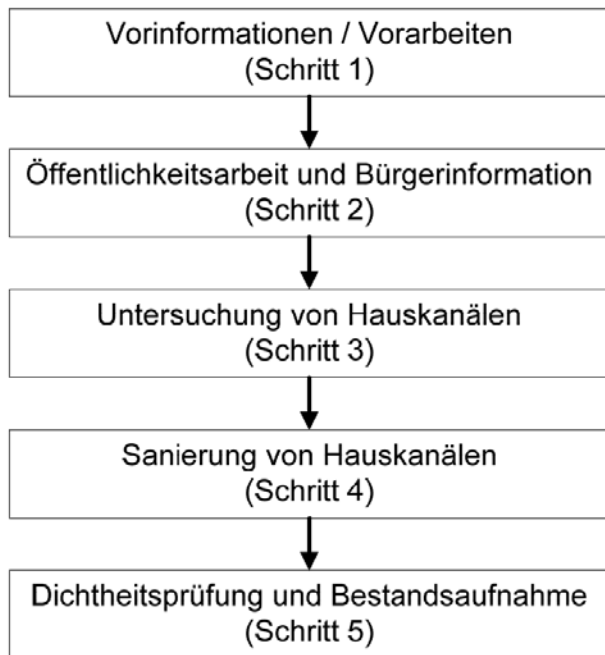 Vorinformationen / Vorarbeiten
(Schritt 1)
Öffentlichkeitsarbeit und Bürgerinformation
(Schritt 2)
Untersuchung von Hauskanälen
(Schritt 3)
Sanierung von Hauskanälen
(Schritt 4)
Dichtheitsprüfung und Bestandsaufnahme
(Schritt 5)